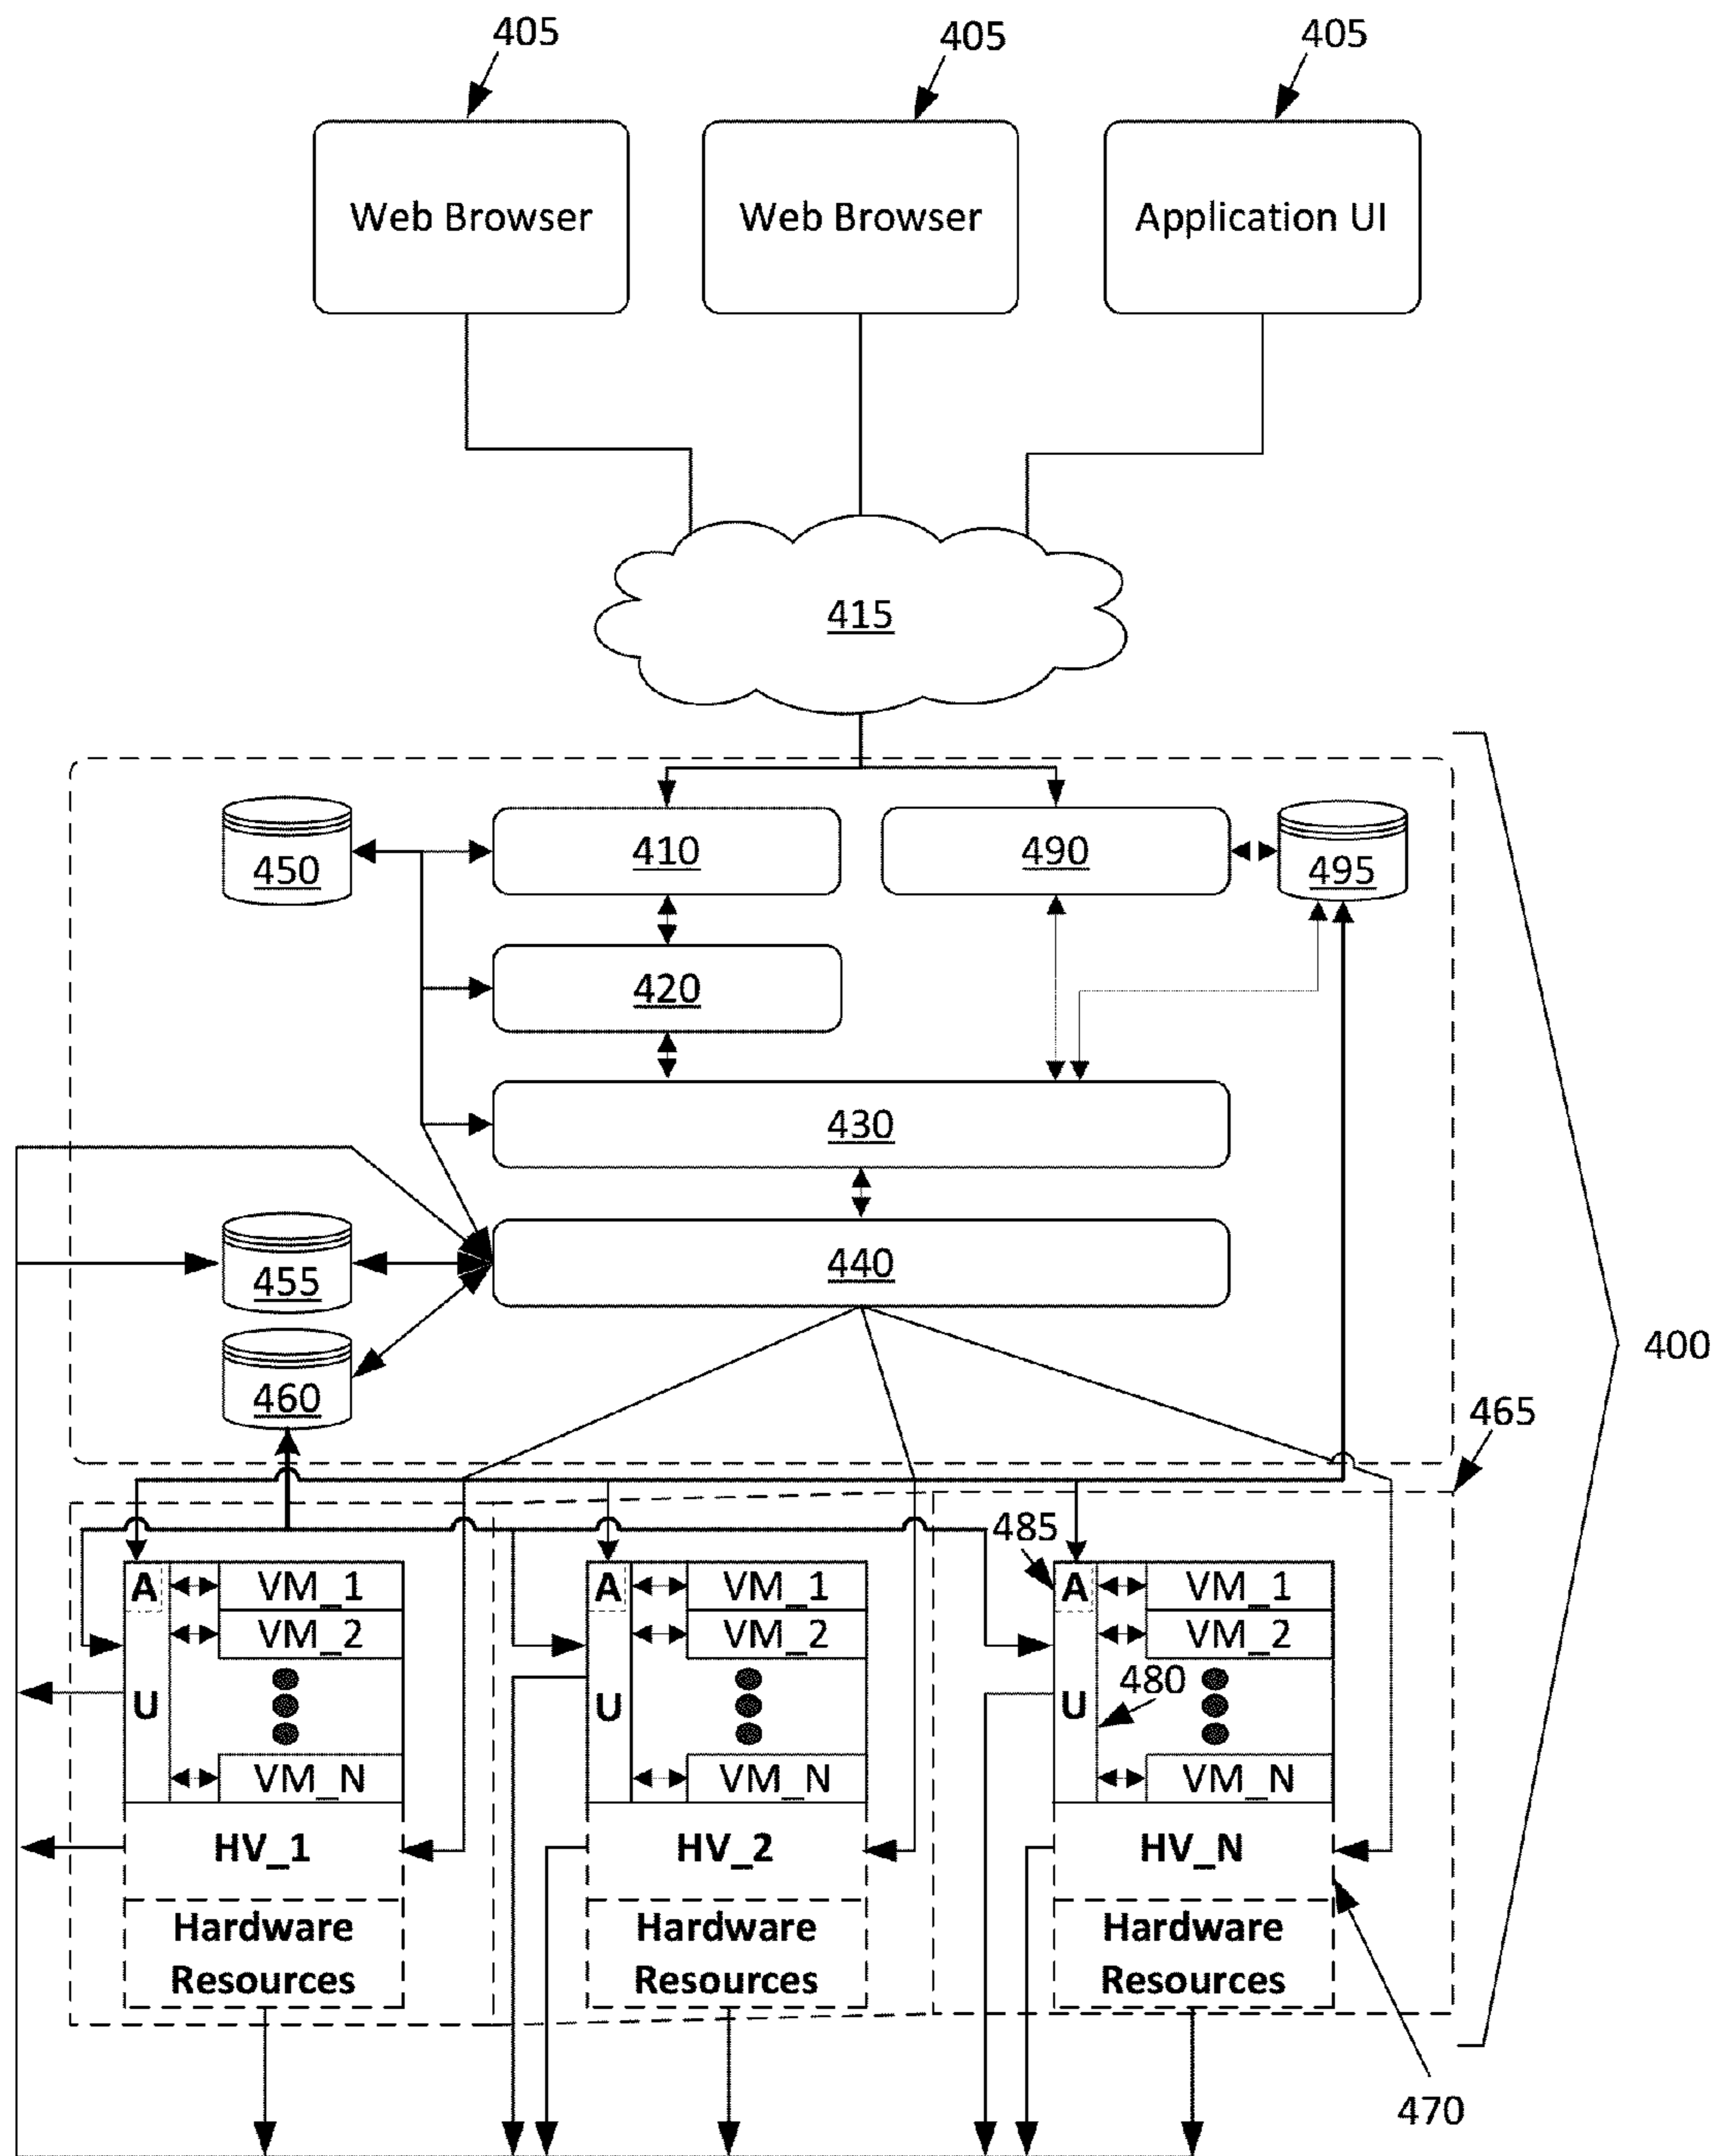 405 405 405
Web Browser Web Browser Application UI
415
450 410 490 495
420
430
440
455
460
400
465
485
A VM_1 A VM_1 A VM_1
VM_2 VM_2 VM_2
480
U U U
VM_N VM_N VM_N
HV_1 HV_2 HV_N
Hardware Hardware Hardware
Resources Resources Resources
470